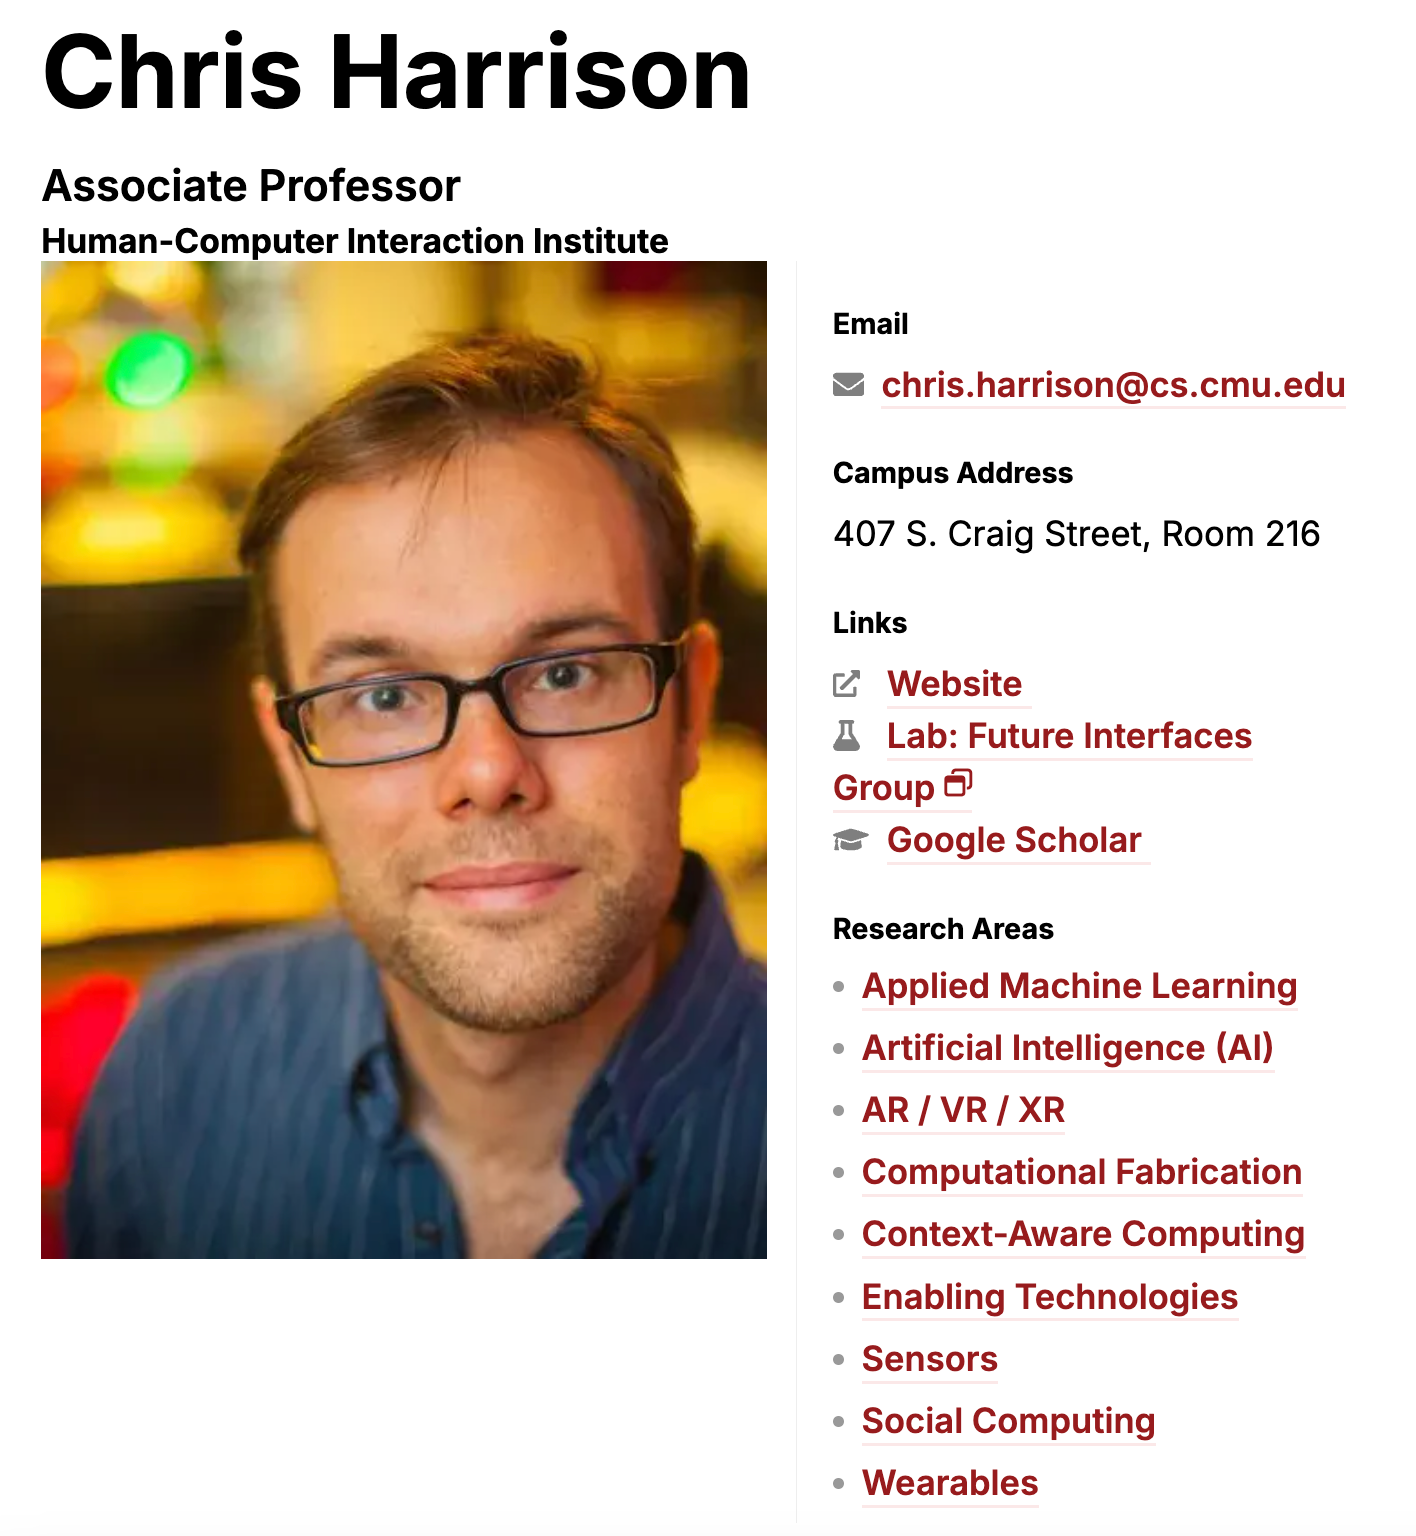 Chris Harrison
Associate Professor
Human-Computer Interaction Institute
Email
chris.harrison@cs.cmu.edu
Campus Address
407 S. Craig Street, Room 216
Links
Website
Lab: Future Interfaces
Group
Google Scholar
Research Areas
Applied Machine Learning
Artificial Intelligence (AI)
AR / VR / XR
Computational Fabrication
Context-Aware Computing
Enabling Technologies
Sensors
Social Computing
Wearables